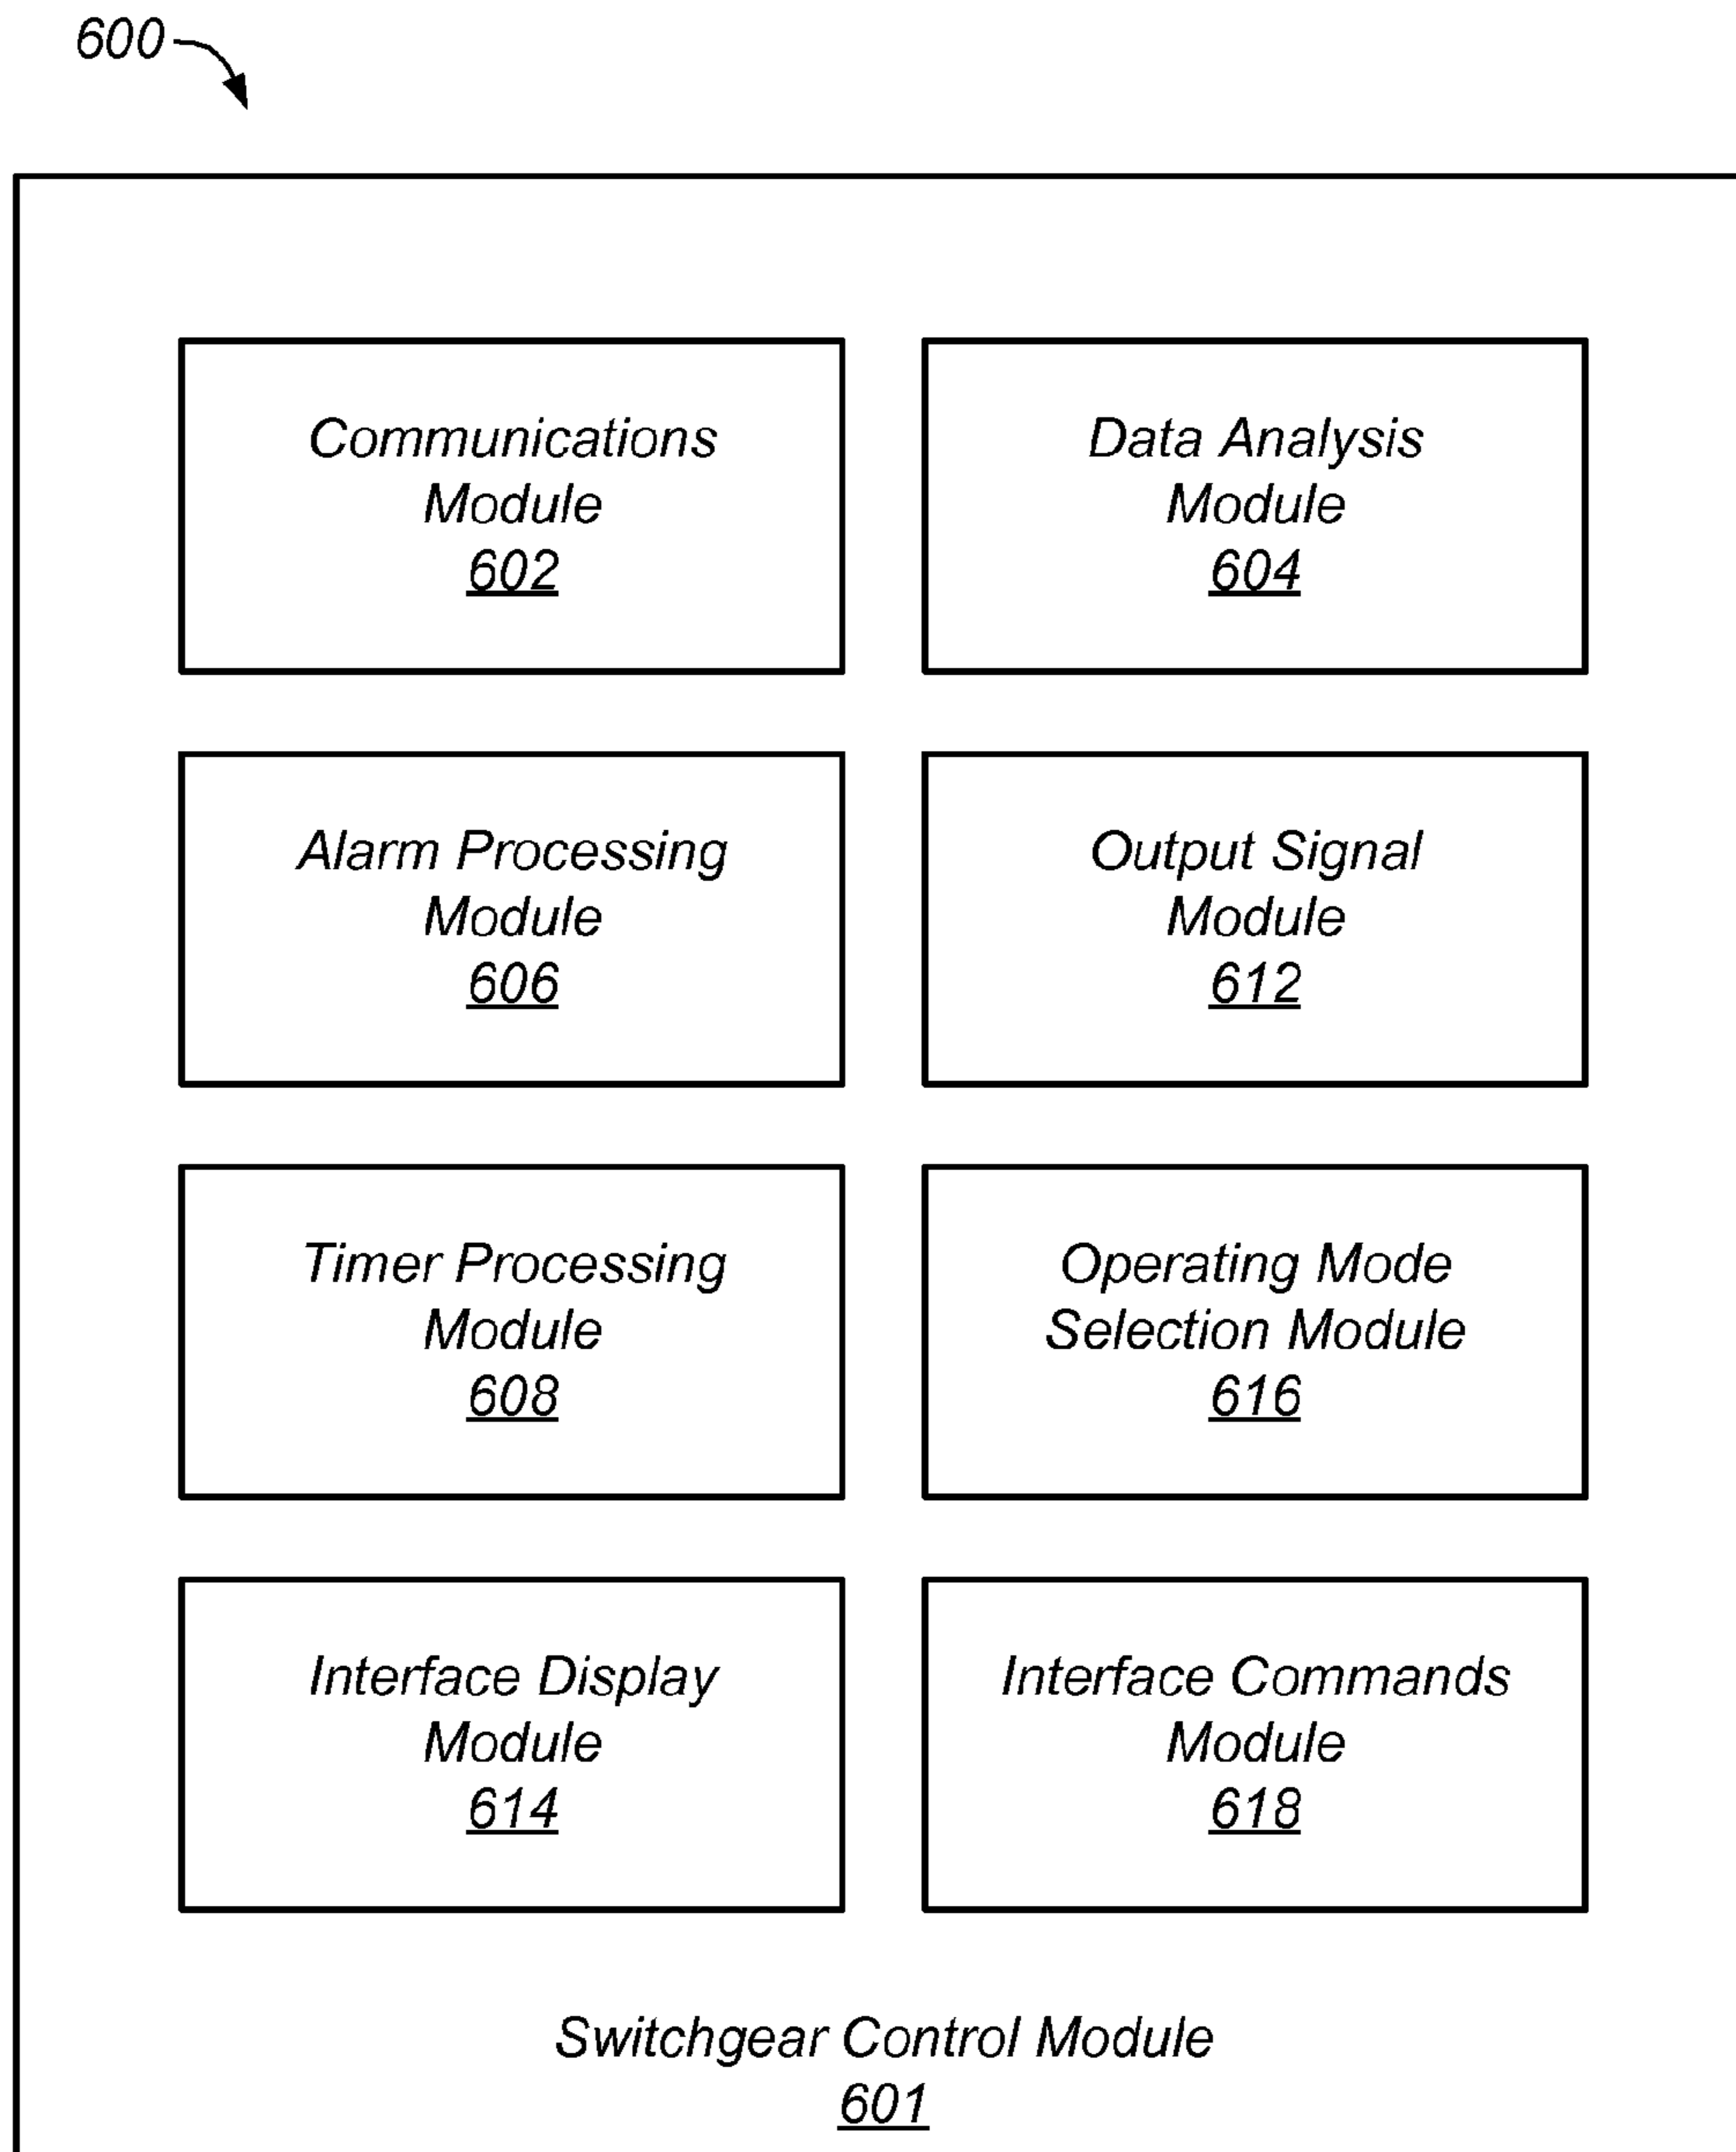 600
Communications
Module
602
Data Analysis
Module
604
Alarm Processing
Module
606
Output Signal
Module
612
Timer Processing
Module
608
Operating Mode
Selection Module
616
Interface Display
Module
614
Interface Commands
Module
618
Switchgear Control Module
601